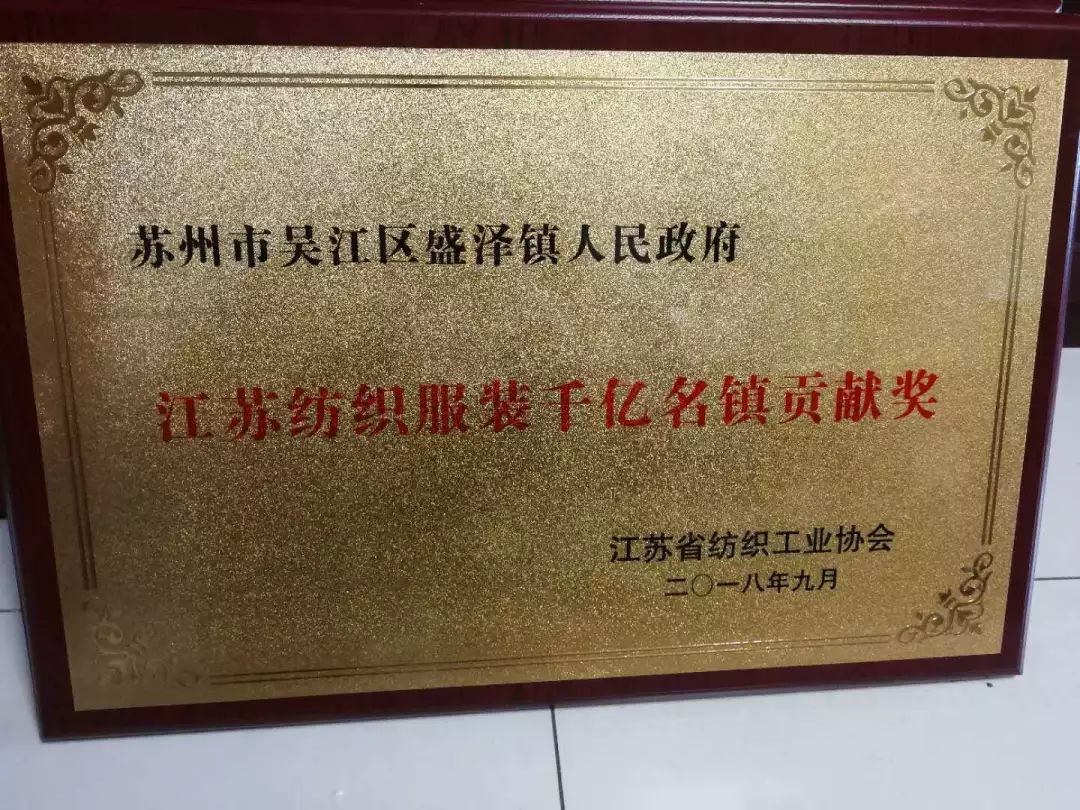 苏州市吴江区盛泽镇人民政府
江苏纺织服装千亿名镇贡献奖
江苏省纺织工业协会
二〇一八年九月